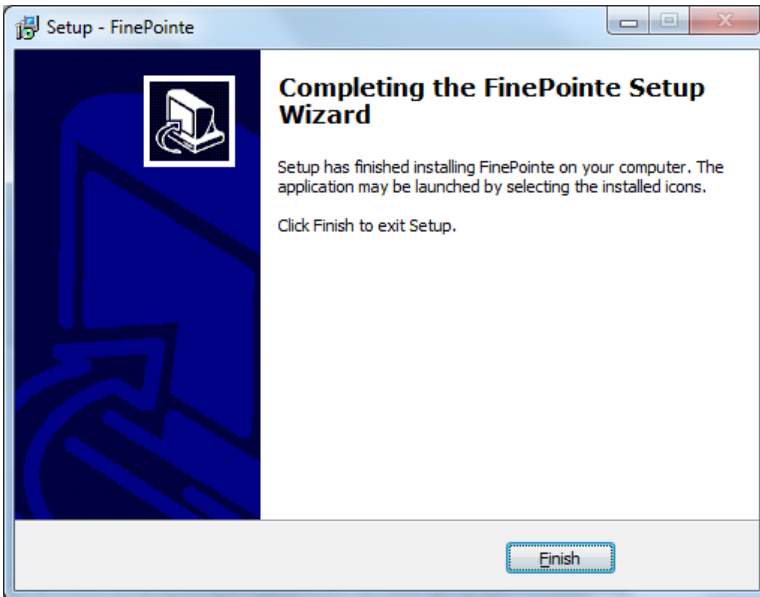 Setup - FinePointe
Completing the FinePointe Setup
Wizard
Setup has finished installing FinePointe on your computer. The
application may be launched by selecting the installed icons.
Click Finish to exit Setup.
Finish